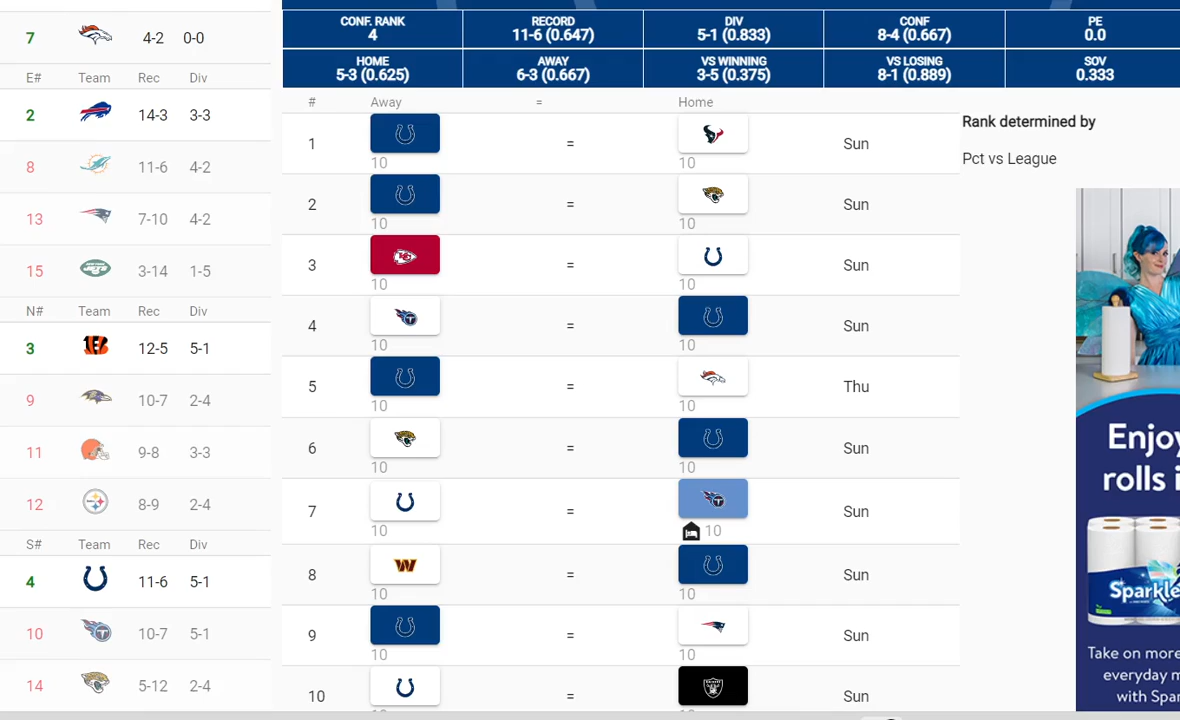 7 4-2 0-0
E# Team Rec Div
2 14-3 3-3
8 11-6 4-2
13 7-10 4-2
15 3-14 1-5
N# Team Rec Div
3 12-5 5-1
9 10-7 2-4
11 9-8 3-3
12 8-9 2-4
S# Team Rec Div
4 11-6 5-1
10 10-7 5-1
14 5-12 2-4
CONF. RANK RECORD DIV CONF PE
4 11-6 (0.647) 5-1 (0.833) 8-4 (0.667) 0.0
HOME AWAY VS WINNING VS LOSING SOV
5-3 (0.625) 6-3 (0.667) 3-5 (0.375) 8-1 (0.889) 0.333
# Away = Home
1 = Sun
10 10
2 = Sun
10 10
3 = Sun
10 10
4 = Sun
10 10
5 = Thu
10 10
6 = Sun
10 10
7 = Sun
10 10
8 W = Sun
10 10
9 = Sun
10 10
10 = Sun
Rank determined by
Pct vs League
Enjoy
rolls i
Sparkle
Take on more
everyday m
with Spar